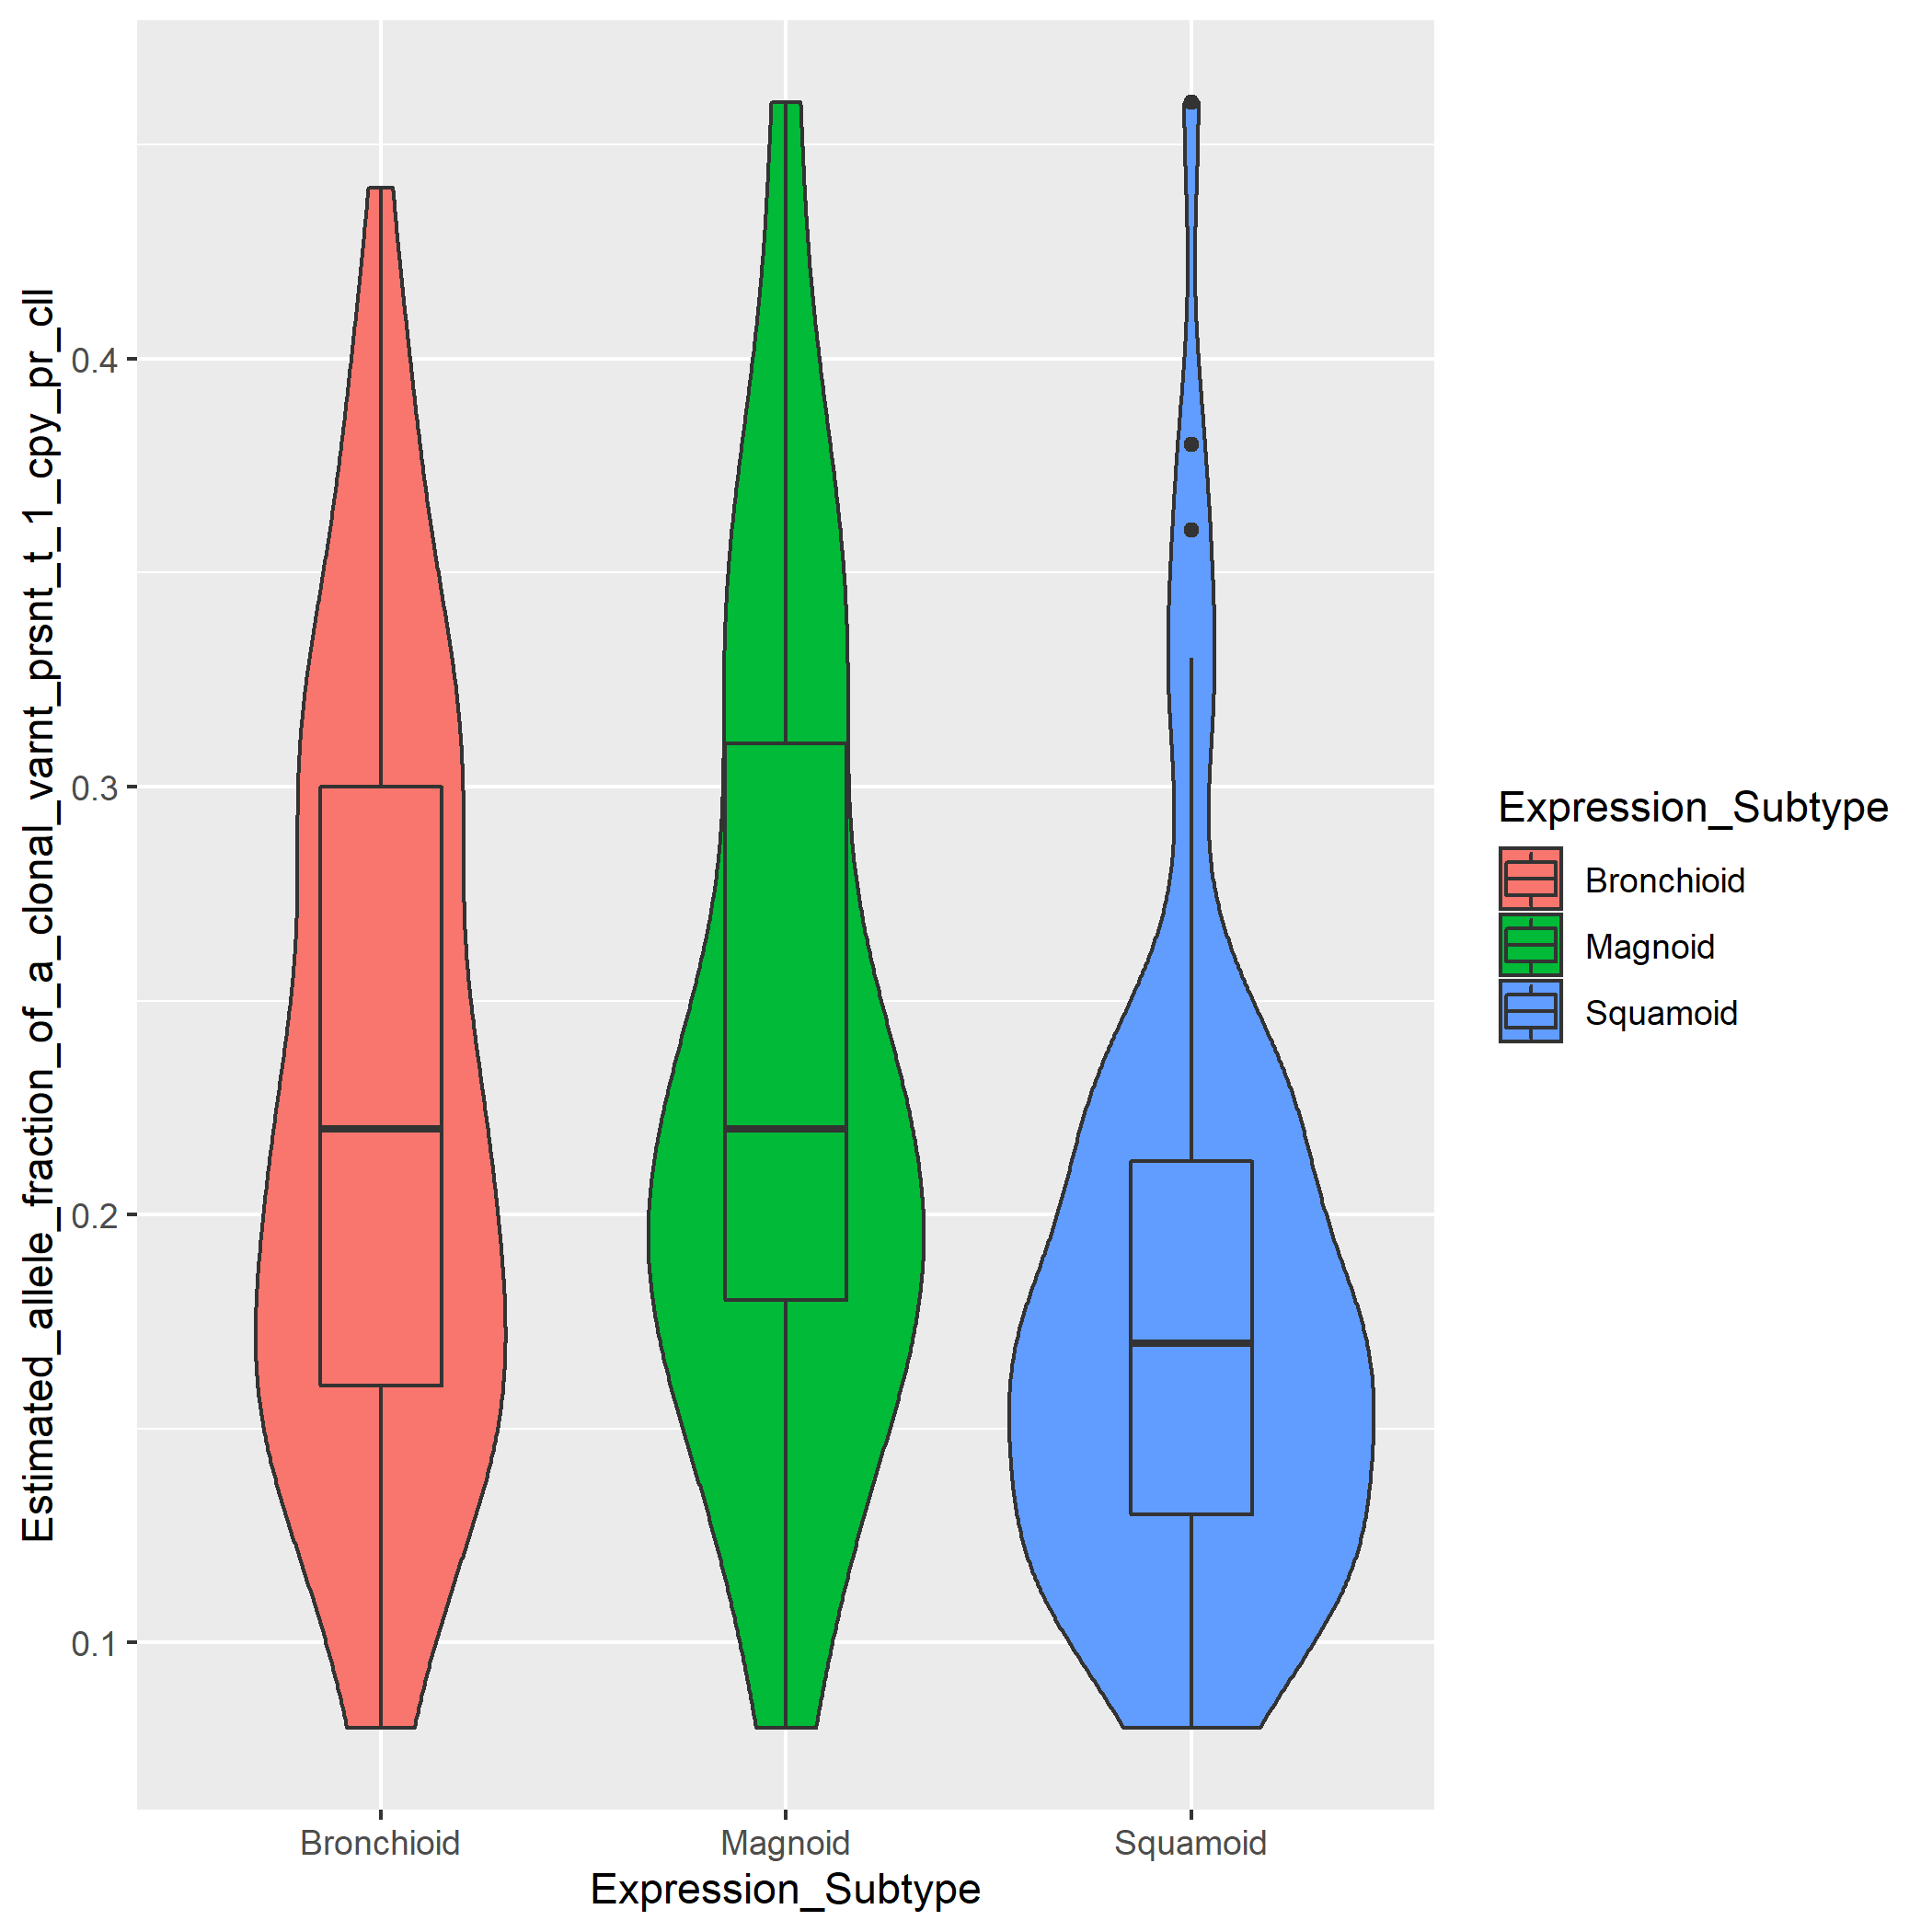 Estimated_allele_fraction_of_a_clonal_varnt_prsnt_t_1_cpy_pr_cll
0.4
0.3
0.2
0.1
Bronchioid
Magnoid
Squamoid
Expression_Subtype
Expression_Subtype
Bronchioid
Magnoid
Squamoid